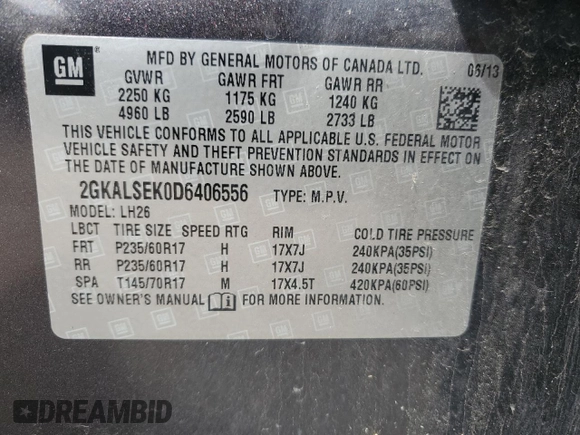 GM
MFD BY GENERAL MOTORS OF CANADA LTD. 05/13
GVWR GAWR FRT GAWR RR
2250 KG 1175 KG 1240 KG
4960 LB 2590 LB 2733 LB
THIS VEHICLE CONFORMS TO ALL APPLICABLE U.S. FEDERAL MOTOR
VEHICLE SAFETY AND THEFT PREVENTION STANDARDS IN EFFECT ON
THE DATE OF MANUFACTURE SHOWN ABOVE.
2GKALSEK0D6406556 TYPE: M.P.V.
MODEL: LH26
LBCT TIRE SIZE SPEED RTG RIM COLD TIRE PRESSURE
FRT P235/60R17 H 17X7J 240KPA(35PSI)
RR P235/60R17 H 17X7J 240KPA(35PSI)
SPA T145/70R17 M 17X4.5T 420KPA(60PSI)
SEE OWNER'S MANUAL FOR MORE INFORMATION.
DREAMBID